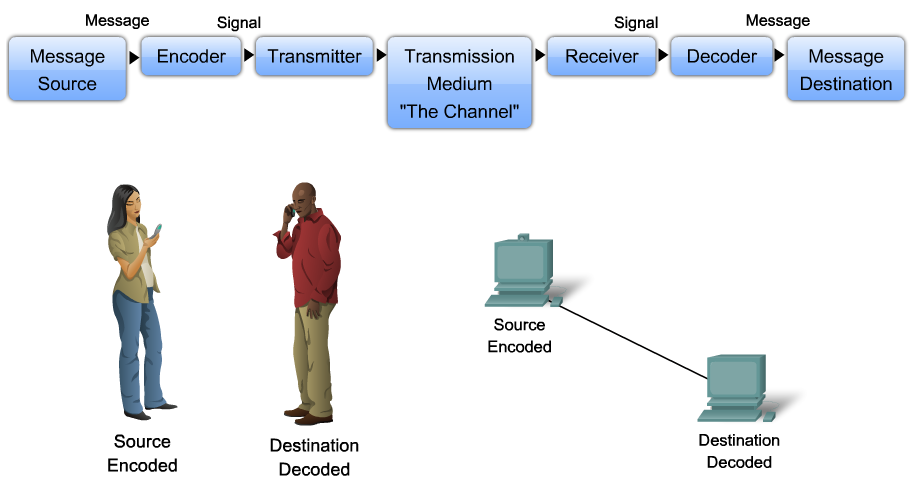 Message
Signal
Signal
Message
Message
Source
Encoder
Transmitter
Transmission
Medium
"The Channel"
Receiver
Decoder
Message
Destination
Source
Encoded
Destination
Decoded
Source
Encoded
Destination
Decoded